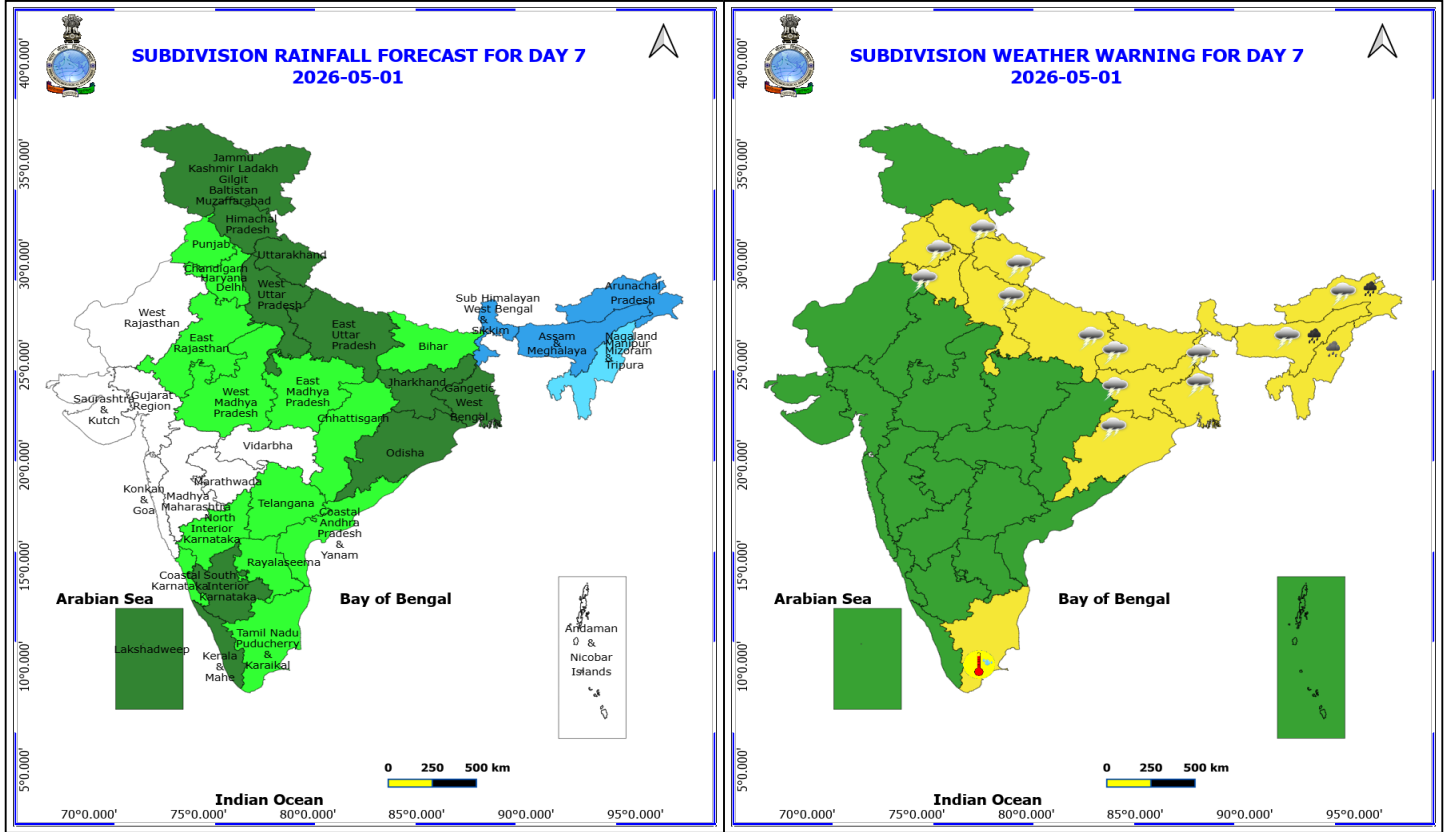 SUBDIVISION RAINFALL FORECAST FOR DAY 7
2026-05-01
40°0.000'
35°0.000'
30°0.000'
25°0.000'
20°0.000'
15°0.000'
10°0.000'
5°0.000'
Jammu
Kashmir Ladakh
Gilgit
Baltistan
Muzaffarabad
Himachal
Pradesh
Punjab
Uttarakhand
Chandigarh
Haryana
Delhi
West
Uttar
Pradesh
West
Rajasthan
East
Rajasthan
East
Uttar
Pradesh
Bihar
Sub Himalayan
West Bengal
&
Sikkim
Arunachal
Pradesh
Assam
&
Meghalaya
Nagaland
Manipur
Mizoram
&
Tripura
Saurashtra
&
Kutch
Gujarat
Region
West
Madhya
Pradesh
East
Madhya
Pradesh
Jharkhand
Gangetic
West
Bengal
Chhattisgarh
Odisha
Vidarbha
Konkan
&
Goa
Madhya
Maharashtra
Marathwada
Telangana
North
Interior
Karnataka
Coastal
Andhra
Pradesh
&
Yanam
Rayalaseema
Coastal
Karnataka
South
Interior
Karnataka
Arabian Sea
Bay of Bengal
Lakshadweep
Kerala
&
Mahe
Tamil Nadu
Puducherry
&
Karaikal
Andaman
&
Nicobar
Islands
0 250 500 km
Indian Ocean
70°0.000' 75°0.000' 80°0.000' 85°0.000' 90°0.000' 95°0.000'
SUBDIVISION WEATHER WARNING FOR DAY 7
2026-05-01
40°0.000'
35°0.000'
30°0.000'
25°0.000'
20°0.000'
15°0.000'
10°0.000'
5°0.000'
Arabian Sea
Bay of Bengal
0 250 500 km
Indian Ocean
70°0.000' 75°0.000' 80°0.000' 85°0.000' 90°0.000' 95°0.000'